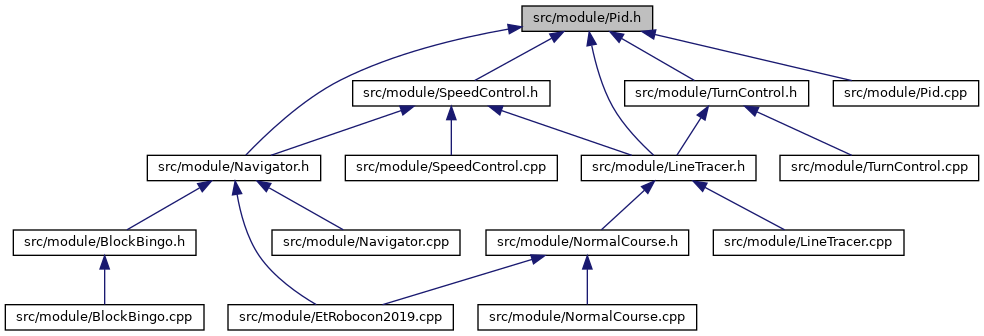 src/module/Pid.h
src/module/SpeedControl.h
src/module/TurnControl.h
src/module/Pid.cpp
src/module/Navigator.h
src/module/SpeedControl.cpp
src/module/LineTracer.h
src/module/TurnControl.cpp
src/module/BlockBingo.h
src/module/Navigator.cpp
src/module/NormalCourse.h
src/module/LineTracer.cpp
src/module/BlockBingo.cpp
src/module/EtRobocon2019.cpp
src/module/NormalCourse.cpp